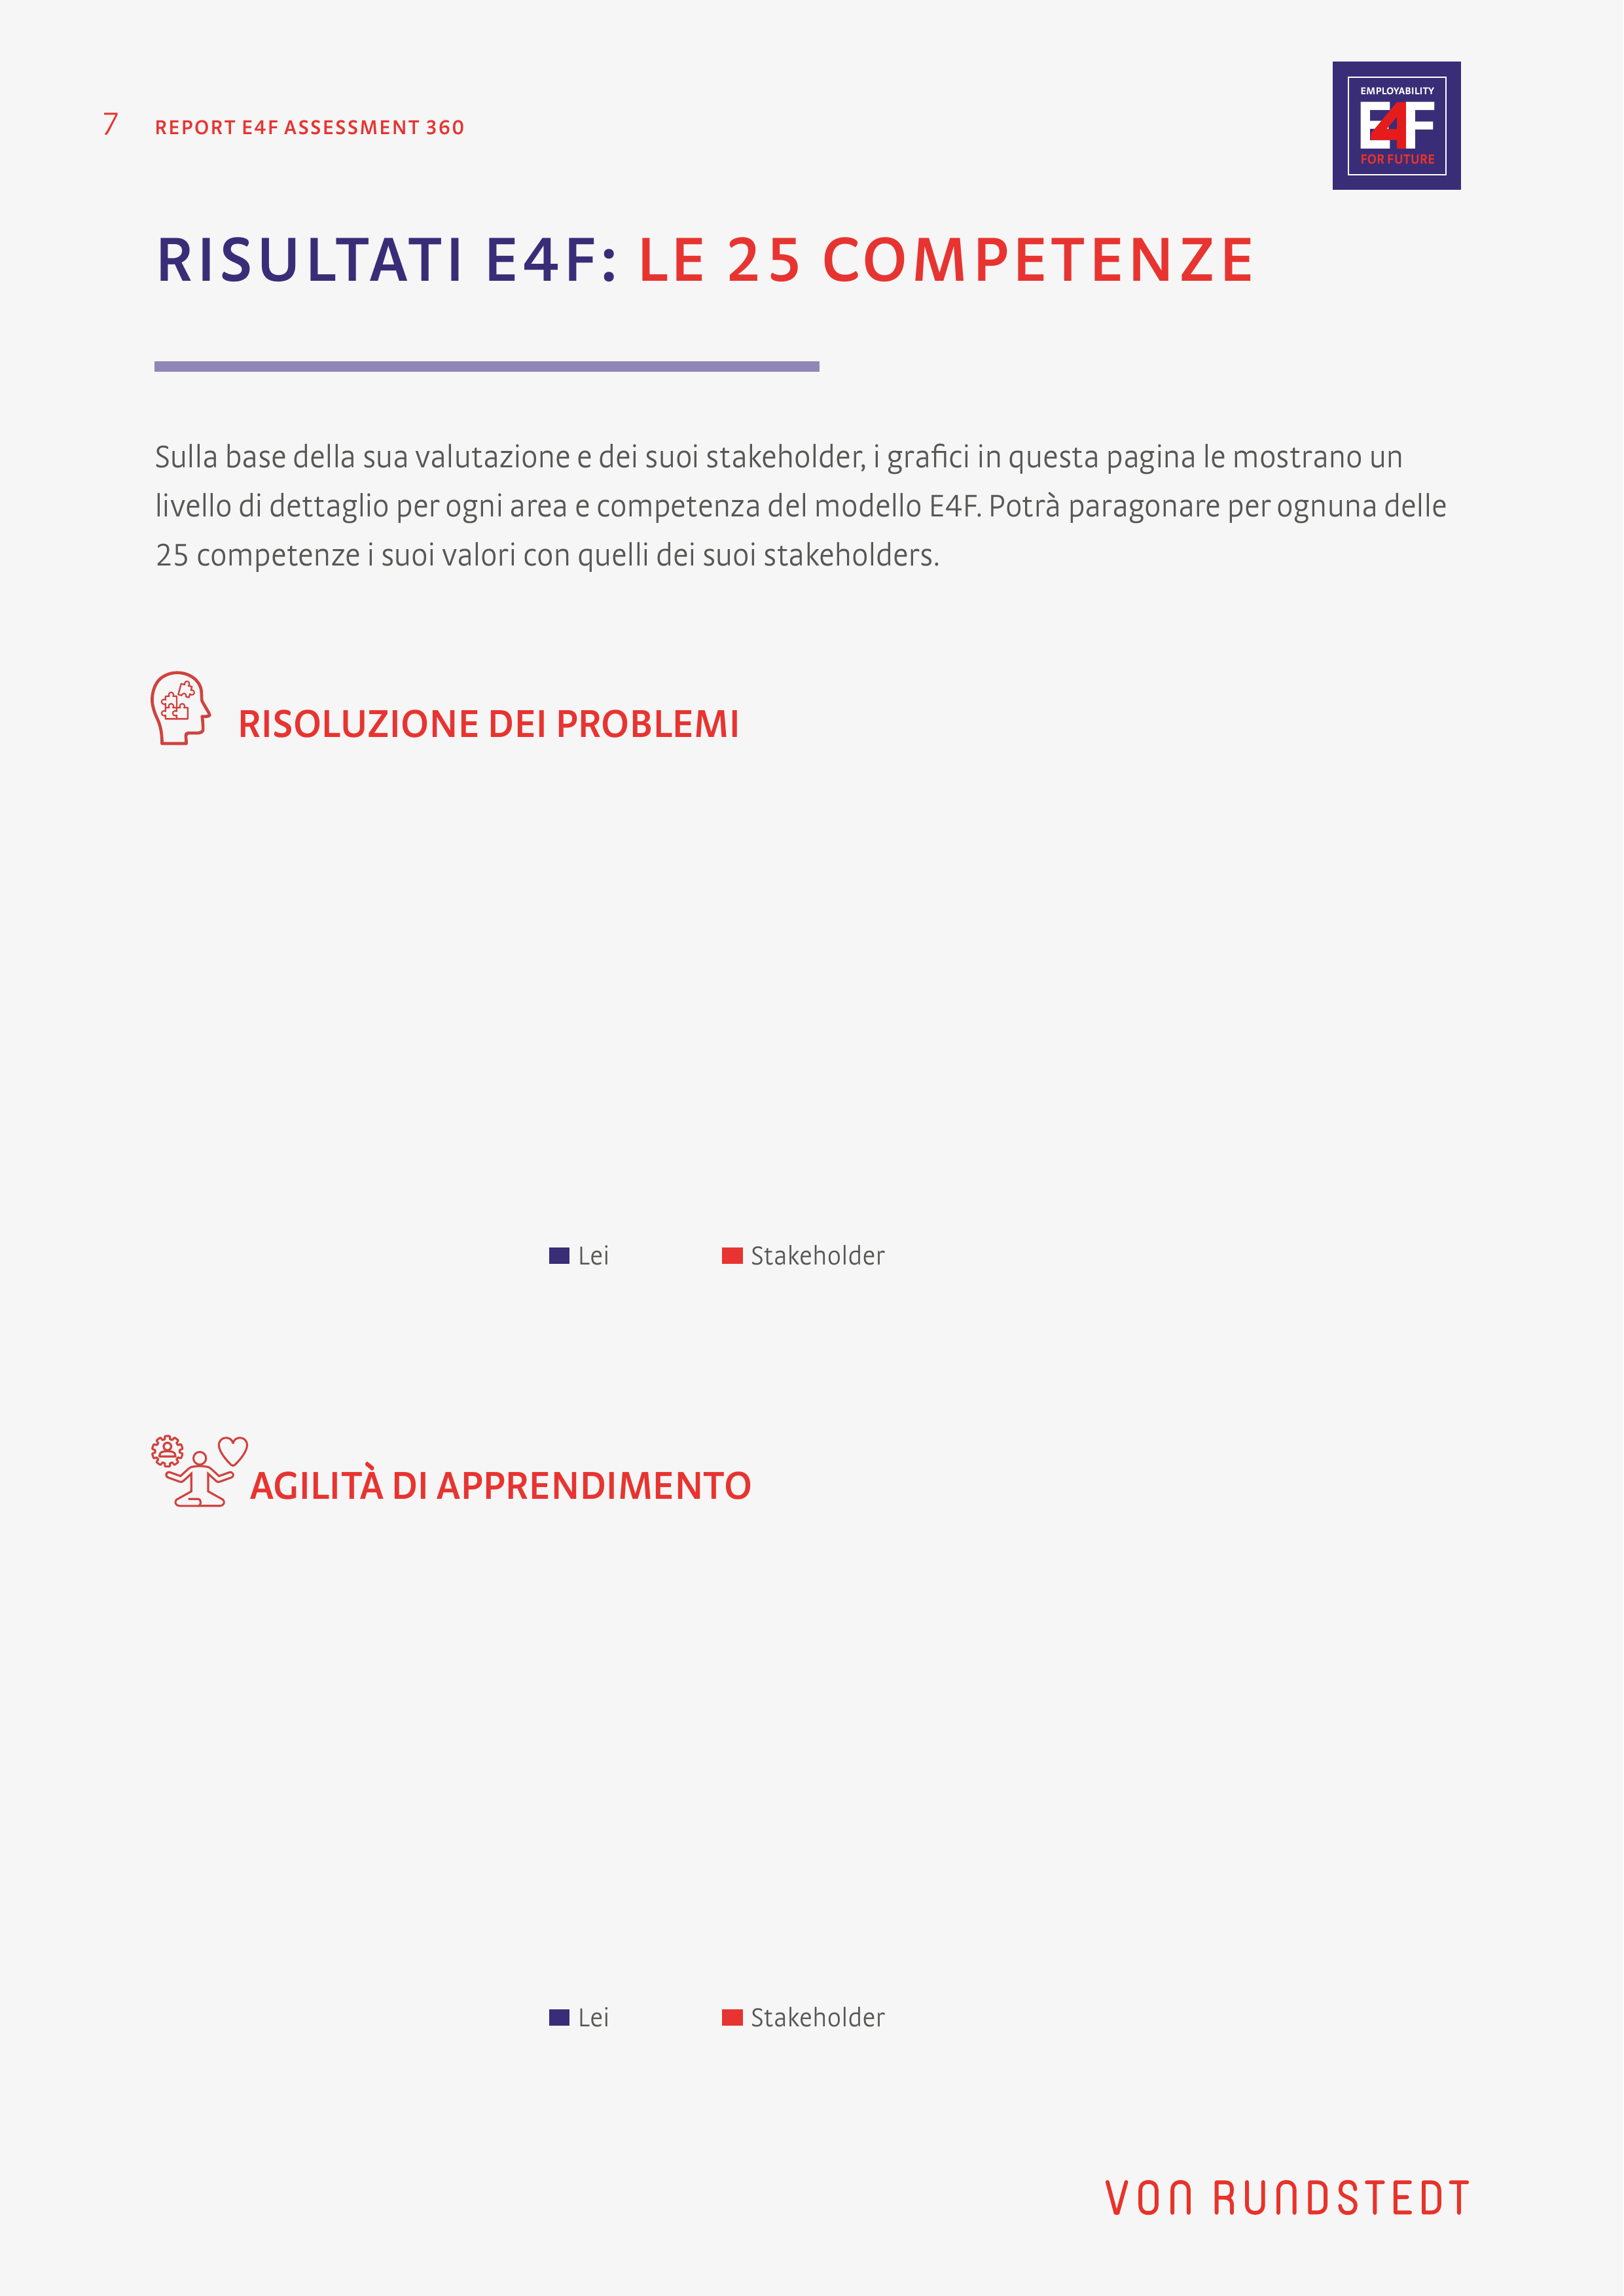 7 REPORT E4F ASSESSMENT 360
EMPLOYABILITY
E4F
FOR FUTURE
RISULTATI E4F: LE 25 COMPETENZE
Sulla base della sua valutazione e dei suoi stakeholder, i grafici in questa pagina le mostrano un
livello di dettaglio per ogni area e competenza del modello E4F. Potrà paragonare per ognuna delle
25 competenze i suoi valori con quelli dei suoi stakeholders.
RISOLUZIONE DEI PROBLEMI
Lei Stakeholder
AGILITÀ DI APPRENDIMENTO
Lei Stakeholder
VON RUNDSTEDT